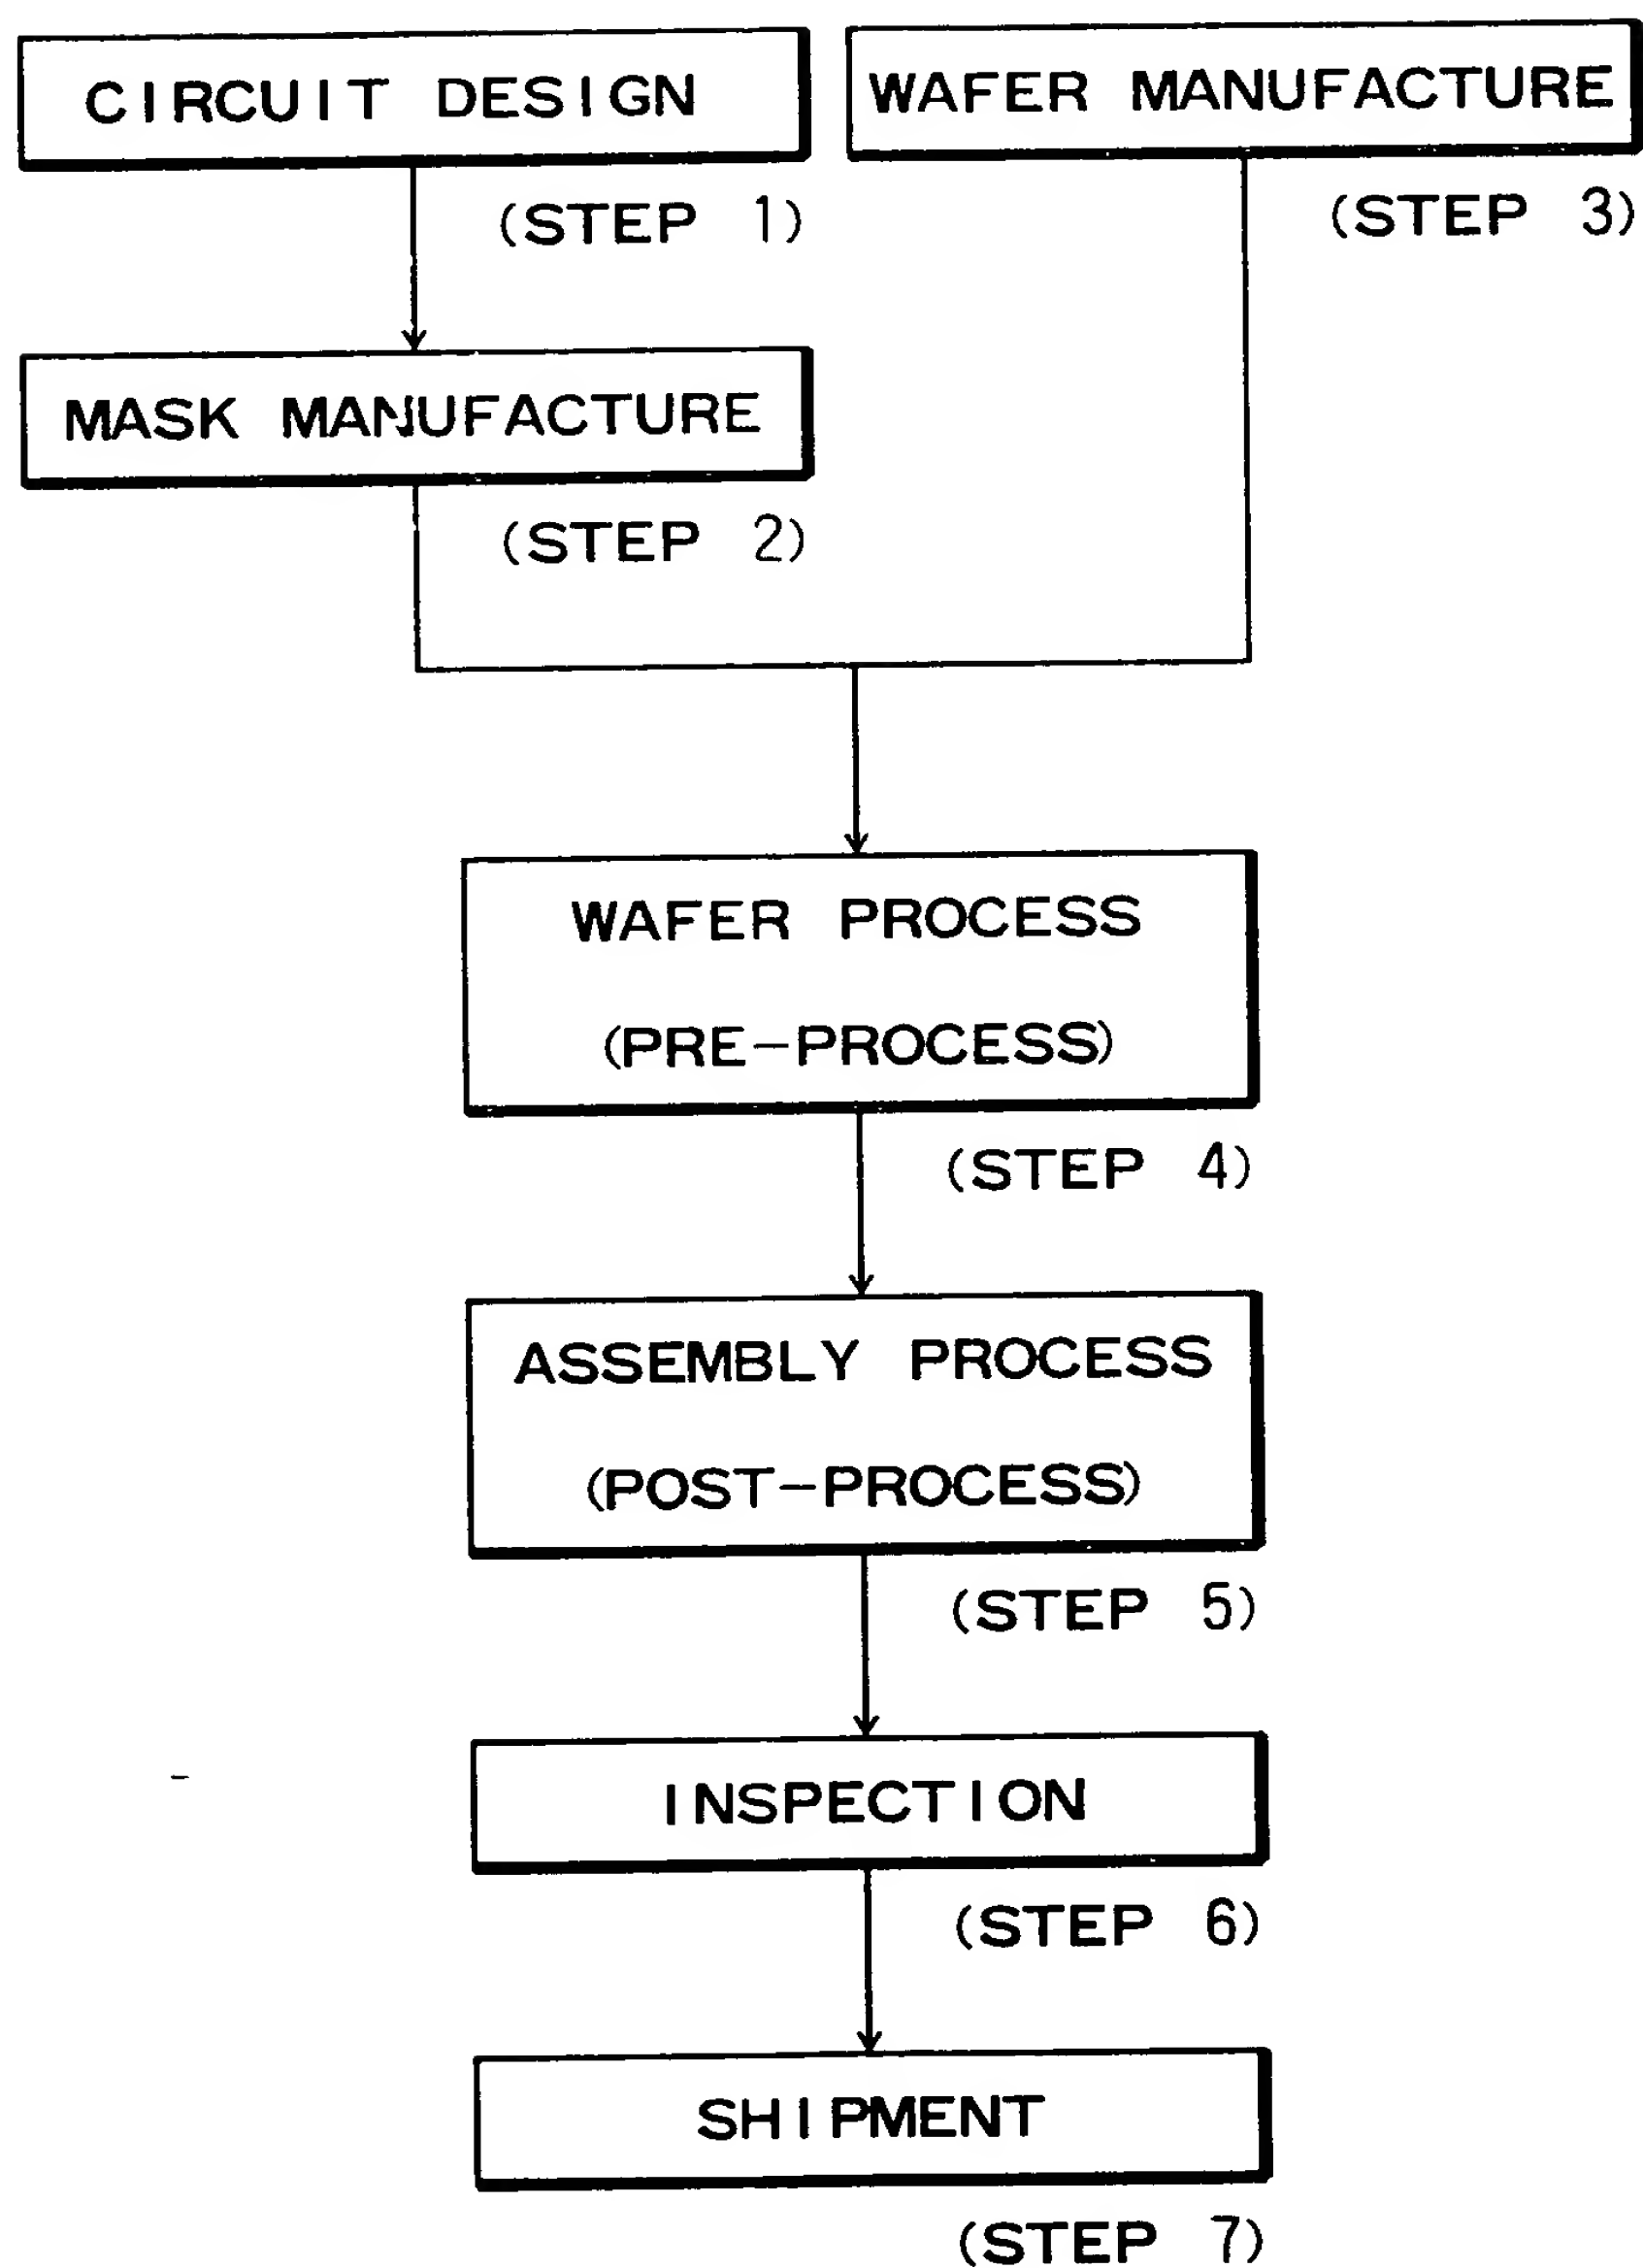 CIRCUIT DESIGN
(STEP 1)
WAFER MANUFACTURE
(STEP 3)
MASK MANUFACTURE
(STEP 2)
WAFER PROCESS
(PRE-PROCESS)
(STEP 4)
ASSEMBLY PROCESS
(POST-PROCESS)
(STEP 5)
INSPECTION
(STEP 6)
SHIPMENT
(STEP 7)